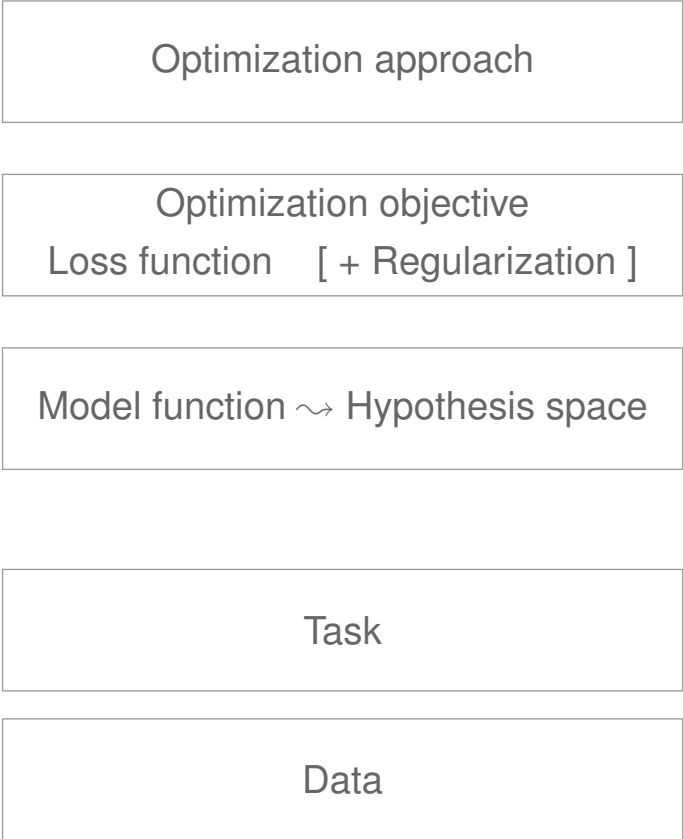 Optimization approach
Optimization objective
Loss function [ + Regularization ]
Model function ⤳ Hypothesis space
Task
Data